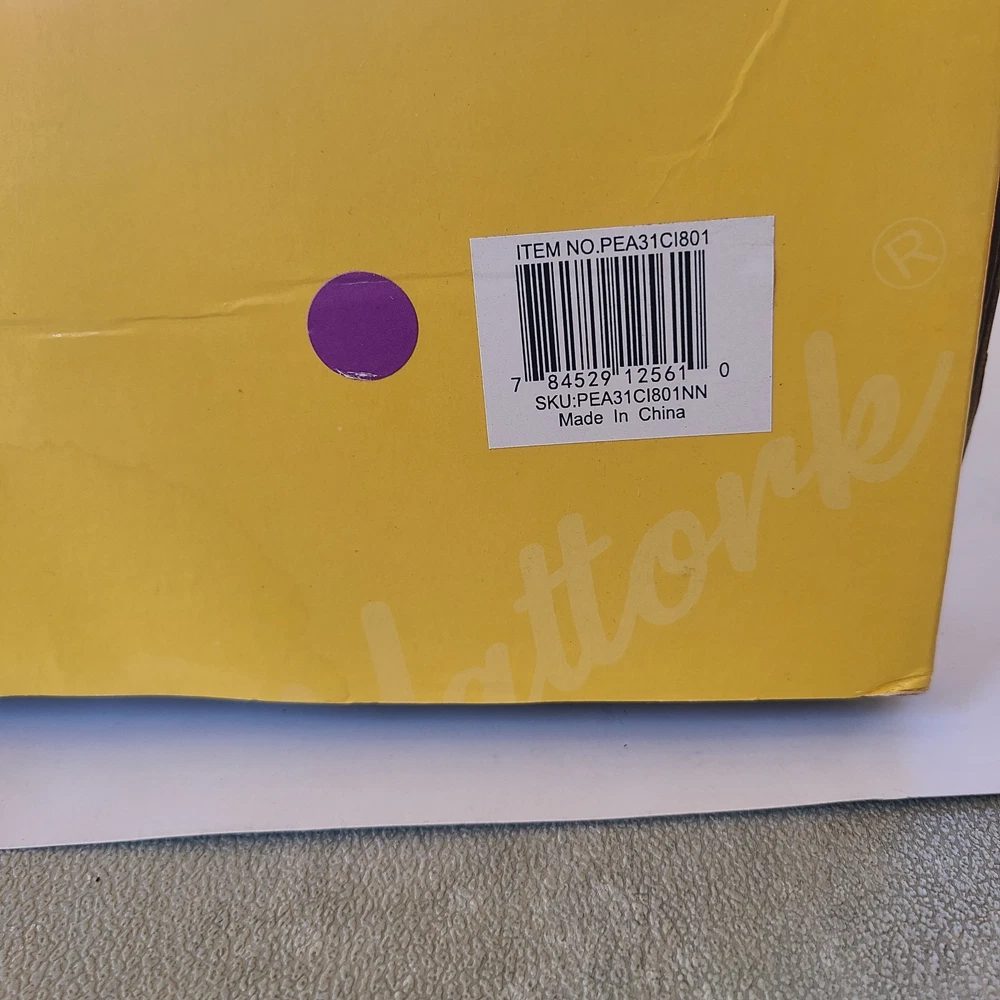 ITEM NO.PEA31CI801
7 84529 12561 0
SKU:PEA31CI801NN
Made In China
®